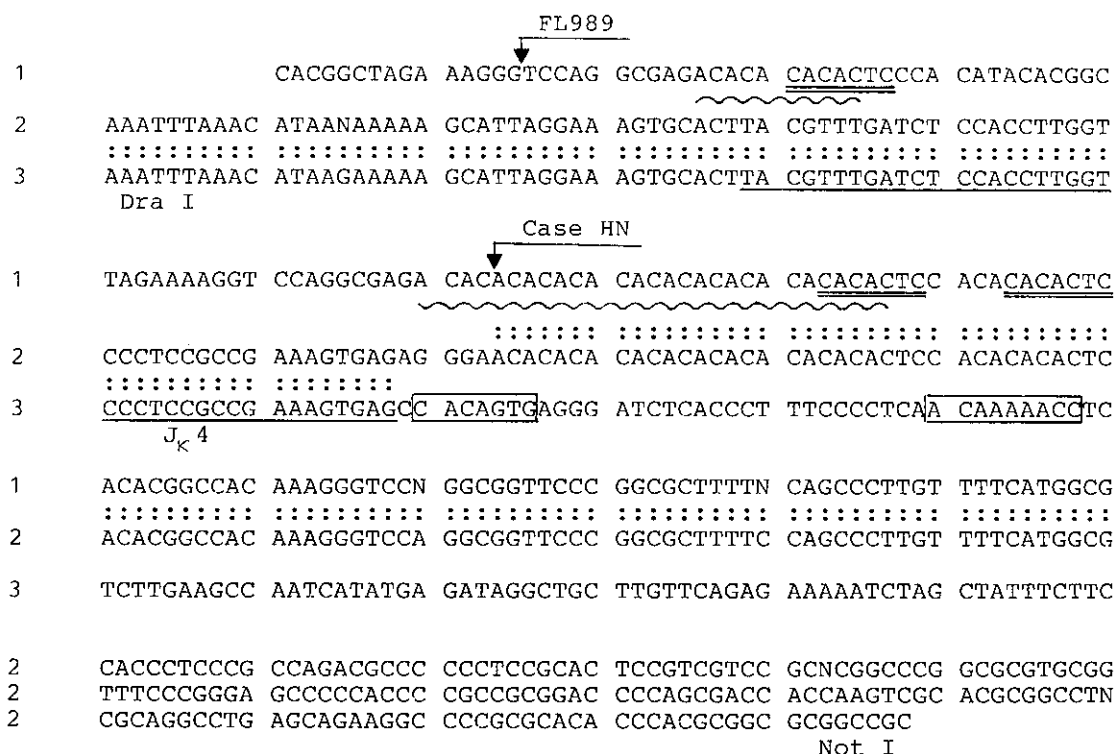 FL989
1 CACGGCTAGA AAGGGTCCAG GCGAGACACA CACACTCCCA CATACACGGC
2 AAATTTAAAC ATAANAAAAA GCATTAGGAA AGTGCACTTA CGTTTGATCT CCACCTTGGT
:::::::::: :::::::::: :::::::::: :::::::::: :::::::::: ::::::::::
3 AAATTTAAAC ATAAGAAAAA GCATTAGGAA AGTGCACTTA CGTTTGATCT CCACCTTGGT
Dra I
Case HN
1 TAGAAAAGGT CCAGGCGAGA CACACACACA CACACACACA CACACACTCC ACACACACTC
::::::: :::::::::: :::::::::: ::::::::::
2 CCCTCCGCCG AAAGTGAGAG GGAACACACA CACACACACA CACACACTCC ACACACACTC
:::::::::: ::::::::
3 CCCTCCGCCG AAAGTGAGCC ACAGTGAGGG ATCTCACCCT TTCCCCTCAA ACAAAAACCTC
Jκ 4
1 ACACGGCCAC AAAGGGTCCN GGCGGTTCCC GGCGCTTTTN CAGCCCTTGT TTTCATGGCG
:::::::::: :::::::::: :::::::::: :::::::::: :::::::::: ::::::::::
2 ACACGGCCAC AAAGGGTCCA GGCGGTTCCC GGCGCTTTTC CAGCCCTTGT TTTCATGGCG
3 TCTTGAAGCC AATCATATGA GATAGGCTGC TTGTTCAGAG AAAAATCTAG CTATTTCTTC
2 CACCCTCCCG CCAGACGCCC CCCTCCGCAC TCCGTCGTCC GCNCGGCCCG GCGCGTGCGG
2 TTTCCCGGGA GCCCCCACCC CGCCGCGGAC CCCAGCGACC ACCAAGTCGC ACGCGGCCTN
2 CGCAGGCCTG AGCAGAAGGC CCCGCGCACA CCCACGCGGC GCGGCCGC
Not I